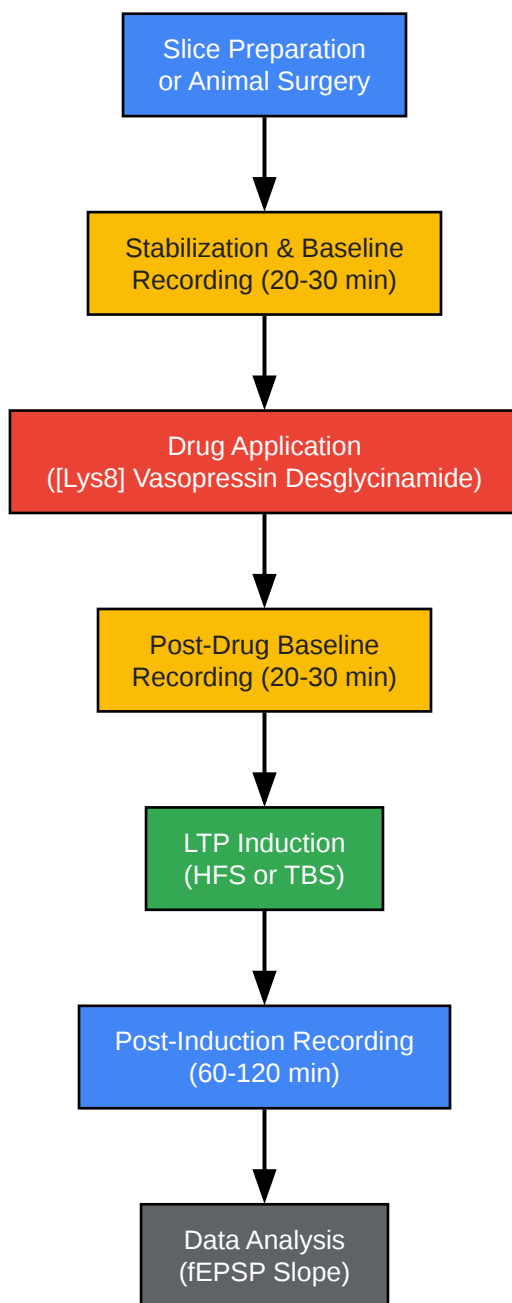 Slice Preparation
or Animal Surgery
Stabilization & Baseline
Recording (20-30 min)
Drug Application
([Lys8] Vasopressin Desglycinamide)
Post-Drug Baseline
Recording (20-30 min)
LTP Induction
(HFS or TBS)
Post-Induction Recording
(60-120 min)
Data Analysis
(fEPSP Slope)